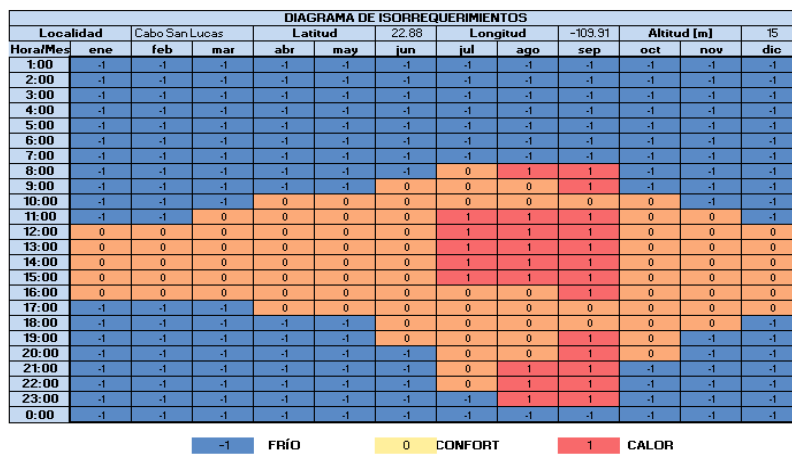 DIAGRAMA DE ISORREQUERIMIENTOS
Localidad Cabo San Lucas Latitud 22.88 Longitud -109.91 Altitud [m] 15
Hora/Mes ene feb mar abr may jun jul ago sep oct nov dic
1:00 -1 -1 -1 -1 -1 -1 -1 -1 -1 -1 -1 -1
2:00 -1 -1 -1 -1 -1 -1 -1 -1 -1 -1 -1 -1
3:00 -1 -1 -1 -1 -1 -1 -1 -1 -1 -1 -1 -1
4:00 -1 -1 -1 -1 -1 -1 -1 -1 -1 -1 -1 -1
5:00 -1 -1 -1 -1 -1 -1 -1 -1 -1 -1 -1 -1
6:00 -1 -1 -1 -1 -1 -1 -1 -1 -1 -1 -1 -1
7:00 -1 -1 -1 -1 -1 -1 -1 -1 -1 -1 -1 -1
8:00 -1 -1 -1 -1 -1 -1 0 1 1 -1 -1 -1
9:00 -1 -1 -1 -1 -1 0 0 0 1 -1 -1 -1
10:00 -1 -1 -1 0 0 0 0 0 0 0 -1 -1
11:00 -1 -1 0 0 0 0 1 1 1 0 0 -1
12:00 0 0 0 0 0 0 1 1 1 0 0 0
13:00 0 0 0 0 0 0 1 1 1 0 0 0
14:00 0 0 0 0 0 0 1 1 1 0 0 0
15:00 0 0 0 0 0 0 1 1 1 0 0 0
16:00 0 0 0 0 0 0 0 0 1 0 0 0
17:00 -1 -1 -1 0 0 0 0 0 0 0 0 0
18:00 -1 -1 -1 -1 -1 0 0 0 0 0 0 -1
19:00 -1 -1 -1 -1 -1 0 0 0 1 0 -1 -1
20:00 -1 -1 -1 -1 -1 -1 0 0 1 0 -1 -1
21:00 -1 -1 -1 -1 -1 -1 0 1 1 -1 -1 -1
22:00 -1 -1 -1 -1 -1 -1 0 1 1 -1 -1 -1
23:00 -1 -1 -1 -1 -1 -1 -1 1 1 -1 -1 -1
0:00 -1 -1 -1 -1 -1 -1 -1 -1 -1 -1 -1 -1
-1 FRÍO 0 CONFORT 1 CALOR